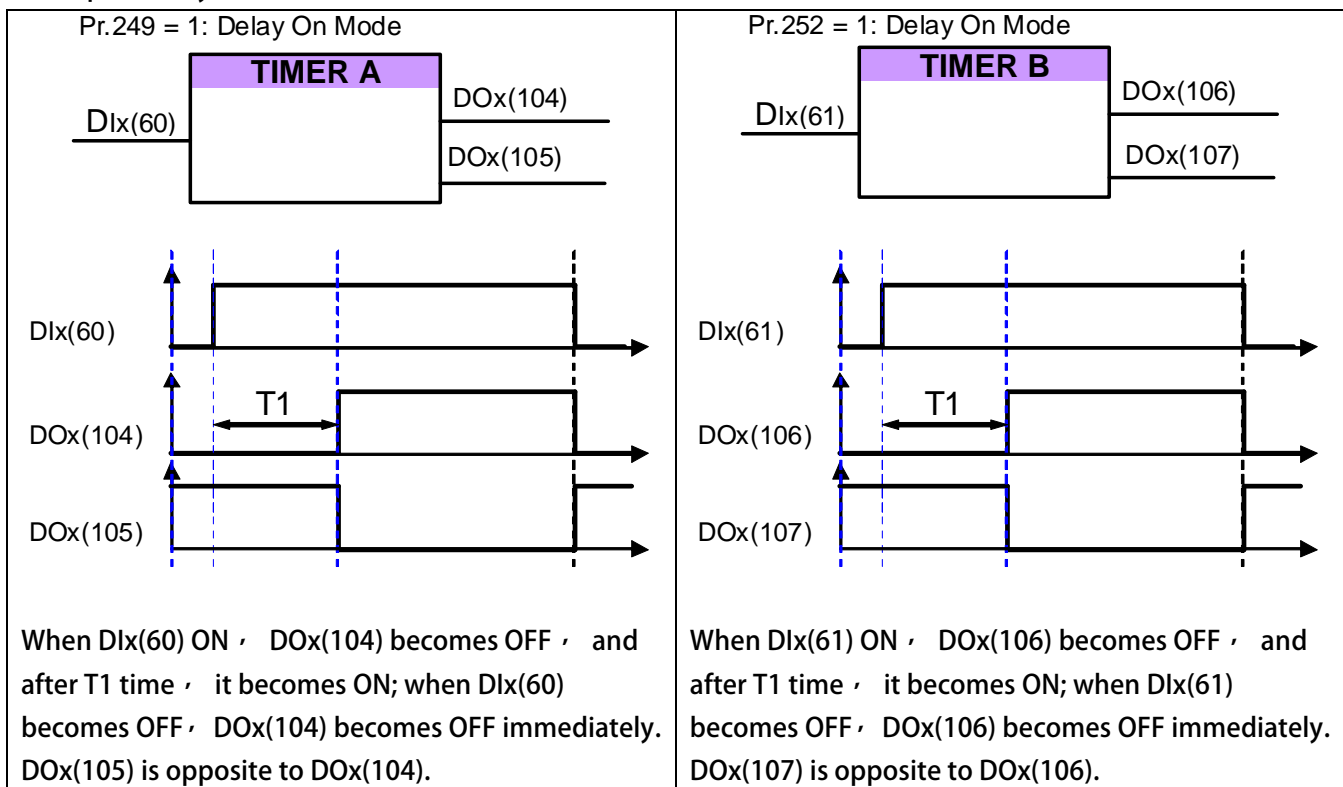 Pr.249 = 1: Delay On Mode
TIMER A
DIx(60)
DOx(104)
DOx(105)
DIx(60)
T1
DOx(104)
DOx(105)
When DIx(60) ON， DOx(104) becomes OFF， and
after T1 time， it becomes ON; when DIx(60)
becomes OFF， DOx(104) becomes OFF immediately.
DOx(105) is opposite to DOx(104).
Pr.252 = 1: Delay On Mode
TIMER B
DIx(61)
DOx(106)
DOx(107)
DIx(61)
T1
DOx(106)
DOx(107)
When DIx(61) ON， DOx(106) becomes OFF， and
after T1 time， it becomes ON; when DIx(61)
becomes OFF， DOx(106) becomes OFF immediately.
DOx(107) is opposite to DOx(106).